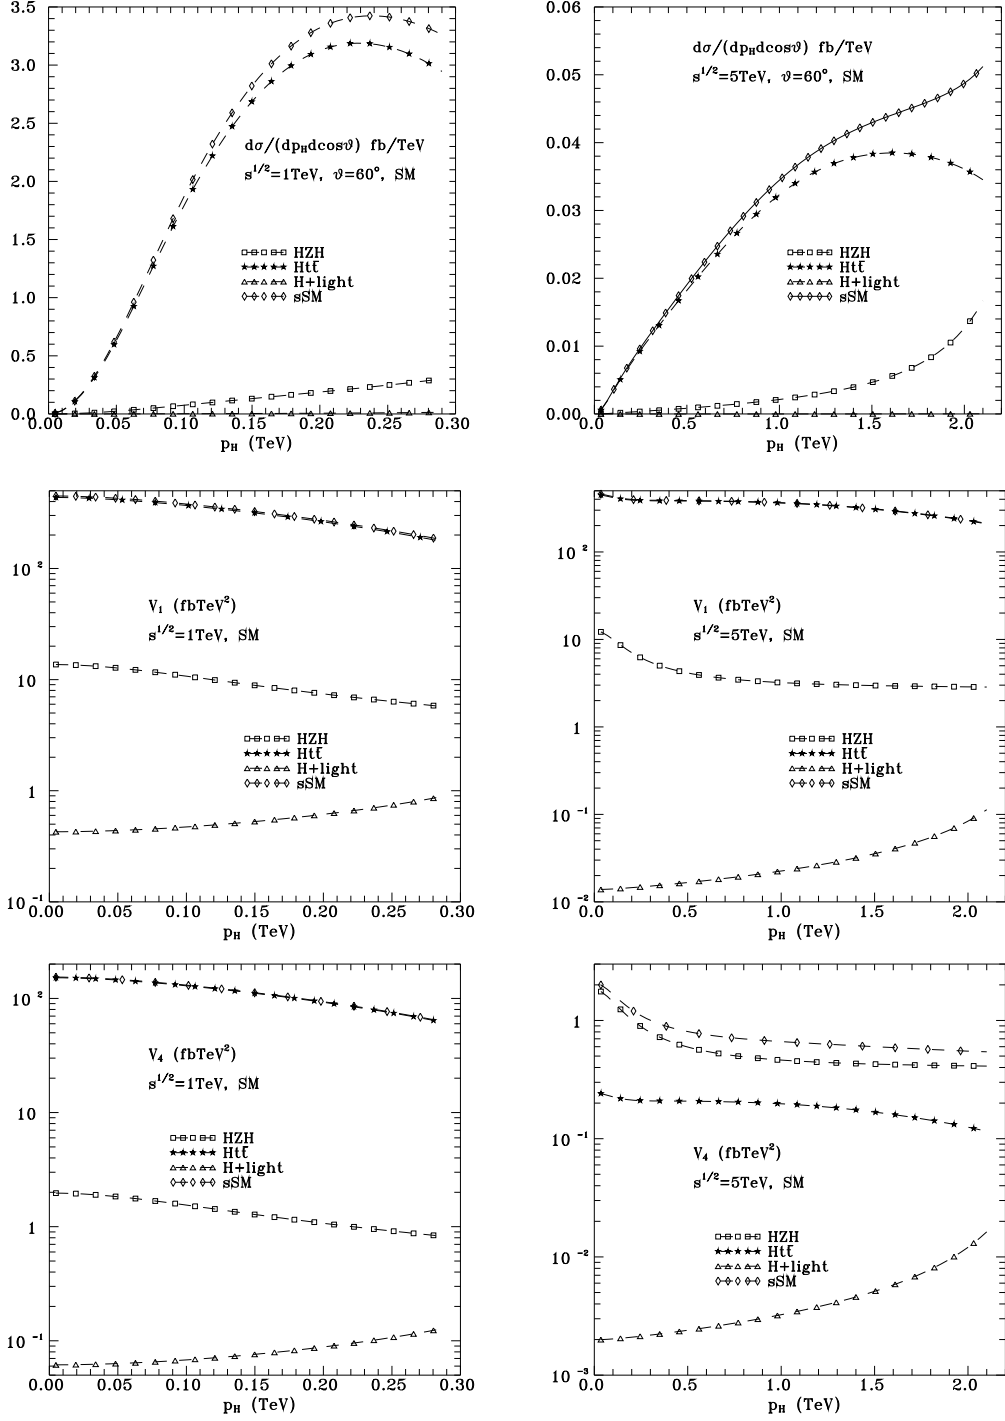 3.5
3.0
2.5
2.0
1.5
1.0
0.5
0.0
dσ/(dp_H dcosϑ) fb/TeV
s^{1/2}=1TeV, ϑ=60°, SM
HZH
Htt̄
H+light
sSM
0.00 0.05 0.10 0.15 0.20 0.25 0.30
p_H (TeV)
0.06
0.05
0.04
0.03
0.02
0.01
0.00
dσ/(dp_H dcosϑ) fb/TeV
s^{1/2}=5TeV, ϑ=60°, SM
HZH
Htt̄
H+light
sSM
0.0 0.5 1.0 1.5 2.0
p_H (TeV)
10^2
10
1
10^{-1}
V_1 (fbTeV^2)
s^{1/2}=1TeV, SM
HZH
Htt̄
H+light
sSM
0.00 0.05 0.10 0.15 0.20 0.25 0.30
p_H (TeV)
10^2
10
1
10^{-1}
10^{-2}
V_1 (fbTeV^2)
s^{1/2}=5TeV, SM
HZH
Htt̄
H+light
sSM
0.0 0.5 1.0 1.5 2.0
p_H (TeV)
10^2
10
1
10^{-1}
V_4 (fbTeV^2)
s^{1/2}=1TeV, SM
HZH
Htt̄
H+light
sSM
0.00 0.05 0.10 0.15 0.20 0.25 0.30
p_H (TeV)
1
10^{-1}
10^{-2}
10^{-3}
V_4 (fbTeV^2)
s^{1/2}=5TeV, SM
HZH
Htt̄
H+light
sSM
0.0 0.5 1.0 1.5 2.0
p_H (TeV)